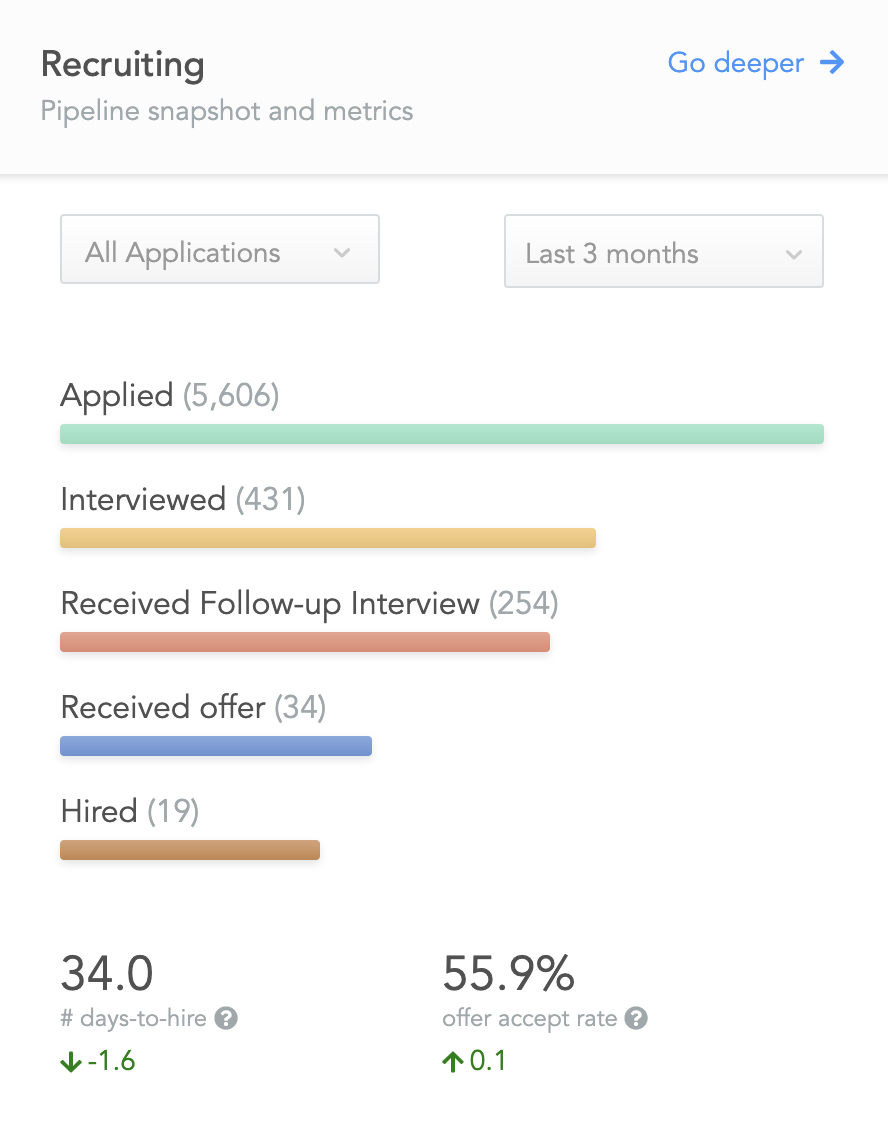 Recruiting
Go deeper →
Pipeline snapshot and metrics
All Applications
Last 3 months
Applied (5,606)
Interviewed (431)
Received Follow-up Interview (254)
Received offer (34)
Hired (19)
34.0
# days-to-hire ?
↓ -1.6
55.9%
offer accept rate ?
↑ 0.1